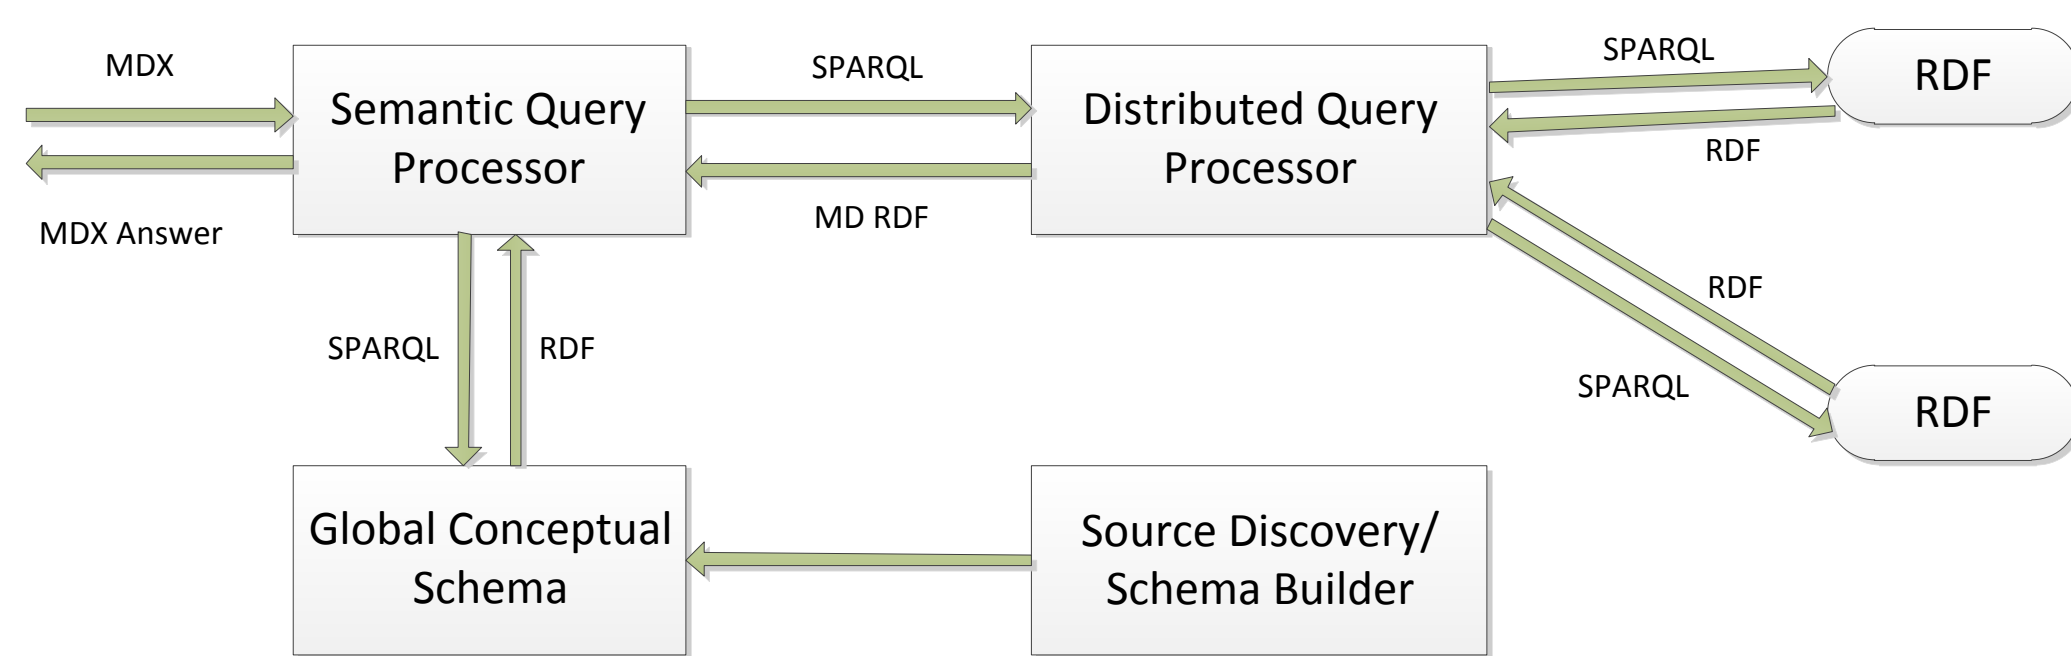 MDX
MDX Answer
Semantic Query
Processor
SPARQL
MD RDF
Distributed Query
Processor
SPARQL
RDF
RDF
RDF
SPARQL
RDF
SPARQL
RDF
Global Conceptual
Schema
Source Discovery/
Schema Builder